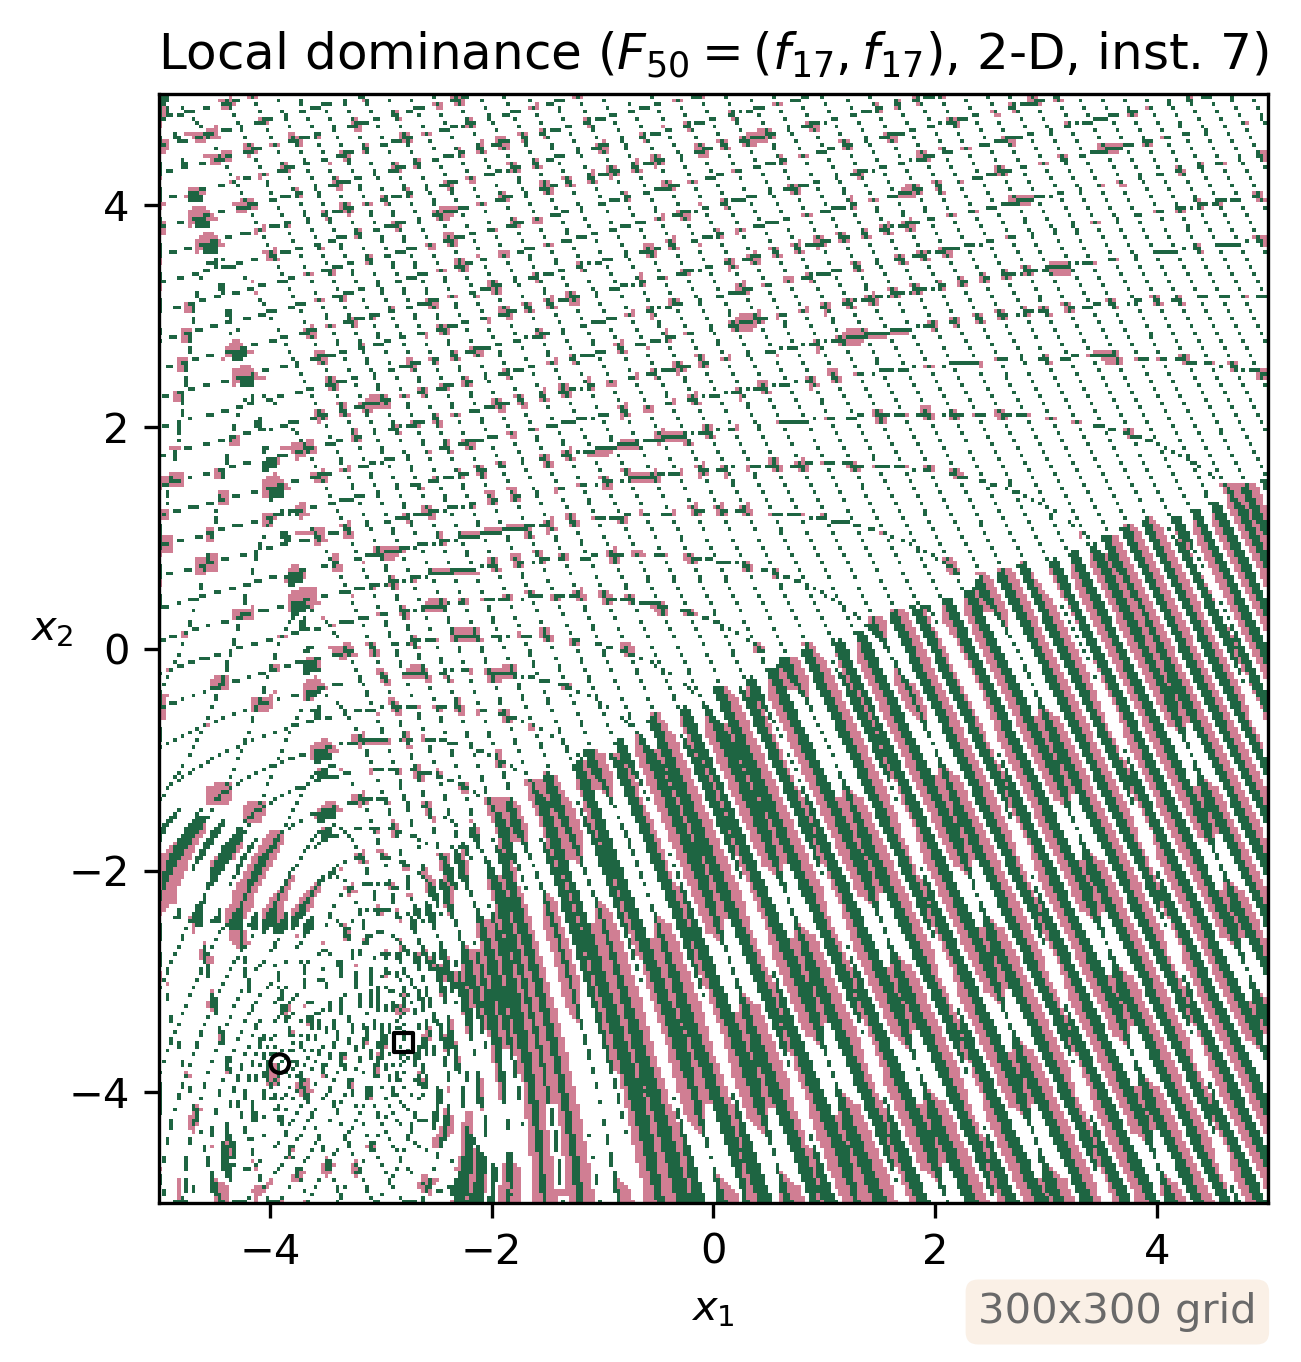 Local dominance (F₅₀ = (f₁₇, f₁₇), 2-D, inst. 7)
4
2
x₂
0
−2
−4
−4 −2 0 2 4
x₁
300x300 grid